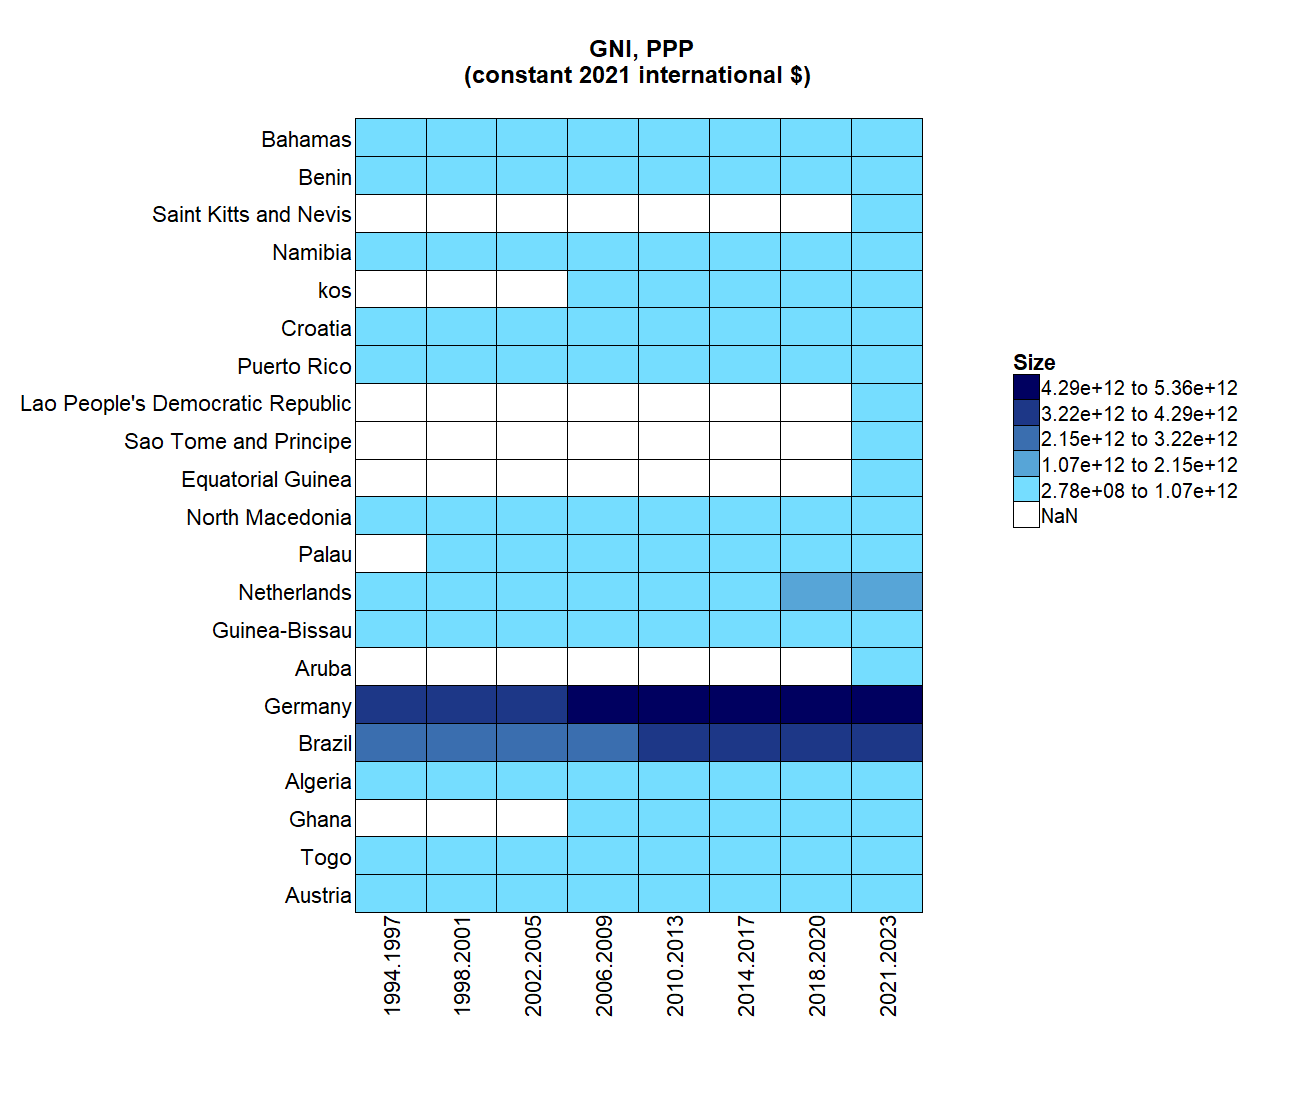 GNI, PPP
(constant 2021 international $)
Bahamas
Benin
Saint Kitts and Nevis
Namibia
kos
Croatia
Puerto Rico
Lao People's Democratic Republic
Sao Tome and Principe
Equatorial Guinea
North Macedonia
Palau
Netherlands
Guinea-Bissau
Aruba
Germany
Brazil
Algeria
Ghana
Togo
Austria
1994.1997
1998.2001
2002.2005
2006.2009
2010.2013
2014.2017
2018.2020
2021.2023
Size
4.29e+12 to 5.36e+12
3.22e+12 to 4.29e+12
2.15e+12 to 3.22e+12
1.07e+12 to 2.15e+12
2.78e+08 to 1.07e+12
NaN